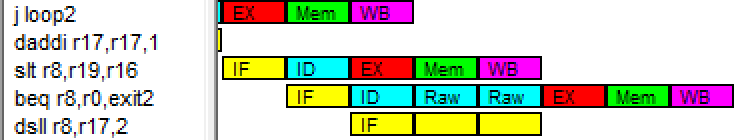 j loop2 EX Mem WB
daddi r17,r17,1
slt r8,r19,r16 IF ID EX Mem WB
beq r8,r0,exit2 IF ID Raw Raw EX Mem WB
dsll r8,r17,2 IF